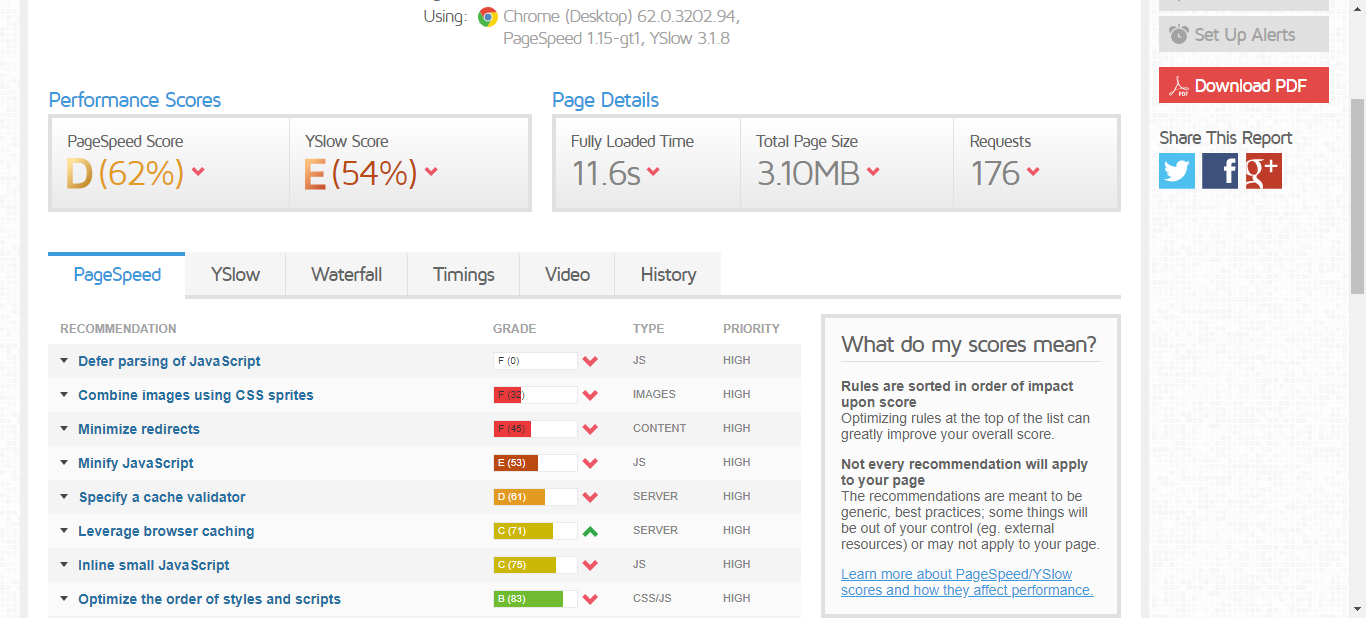 Using: Chrome (Desktop) 62.0.3202.94,
PageSpeed 1.15-gt1, YSlow 3.1.8
Set Up Alerts
PDF Download PDF
Share This Report
f g+
Performance Scores
PageSpeed Score
D (62%)
YSlow Score
E (54%)
Page Details
Fully Loaded Time
11.6s
Total Page Size
3.10MB
Requests
176
PageSpeed YSlow Waterfall Timings Video History
RECOMMENDATION GRADE TYPE PRIORITY
Defer parsing of JavaScript F (0) JS HIGH
Combine images using CSS sprites F (32) IMAGES HIGH
Minimize redirects F (45) CONTENT HIGH
Minify JavaScript E (53) JS HIGH
Specify a cache validator D (61) SERVER HIGH
Leverage browser caching C (71) SERVER HIGH
Inline small JavaScript C (75) JS HIGH
Optimize the order of styles and scripts B (83) CSS/JS HIGH
What do my scores mean?
Rules are sorted in order of impact
upon score
Optimizing rules at the top of the list can
greatly improve your overall score.
Not every recommendation will apply
to your page
The recommendations are meant to be
generic, best practices; some things will
be out of your control (eg. external
resources) or may not apply to your page.
Learn more about PageSpeed/YSlow
scores and how they affect performance.